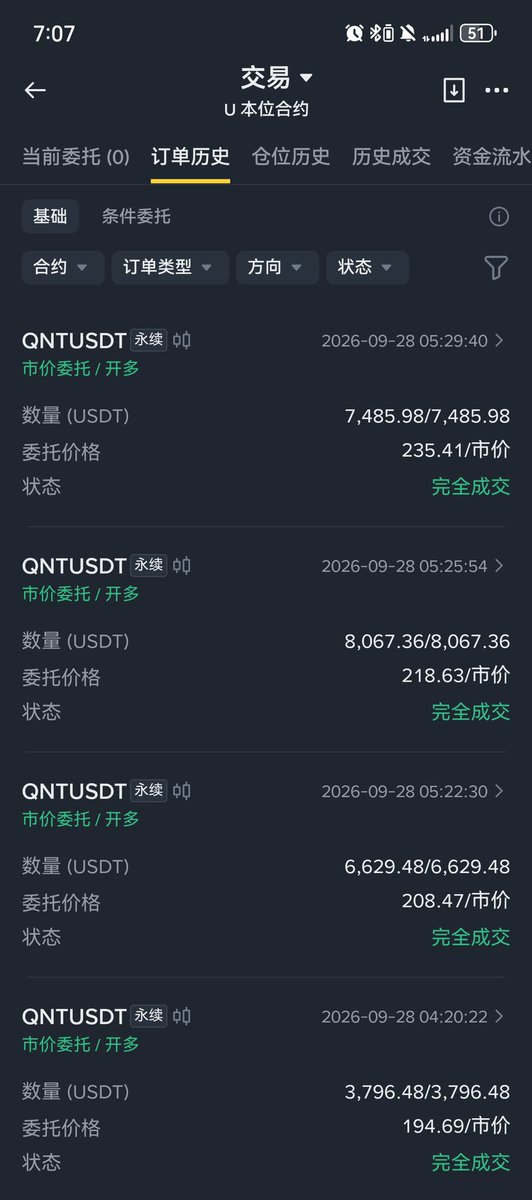 7:07
51
交易
U 本位合约
当前委托 (0) 订单历史 仓位历史 历史成交 资金流水
基础 条件委托
合约 订单类型 方向 状态
QNTUSDT 永续 2026-09-28 05:29:40
市价委托 / 开多
数量 (USDT) 7,485.98/7,485.98
委托价格 235.41/市价
状态 完全成交
QNTUSDT 永续 2026-09-28 05:25:54
市价委托 / 开多
数量 (USDT) 8,067.36/8,067.36
委托价格 218.63/市价
状态 完全成交
QNTUSDT 永续 2026-09-28 05:22:30
市价委托 / 开多
数量 (USDT) 6,629.48/6,629.48
委托价格 208.47/市价
状态 完全成交
QNTUSDT 永续 2026-09-28 04:20:22
市价委托 / 开多
数量 (USDT) 3,796.48/3,796.48
委托价格 194.69/市价
状态 完全成交